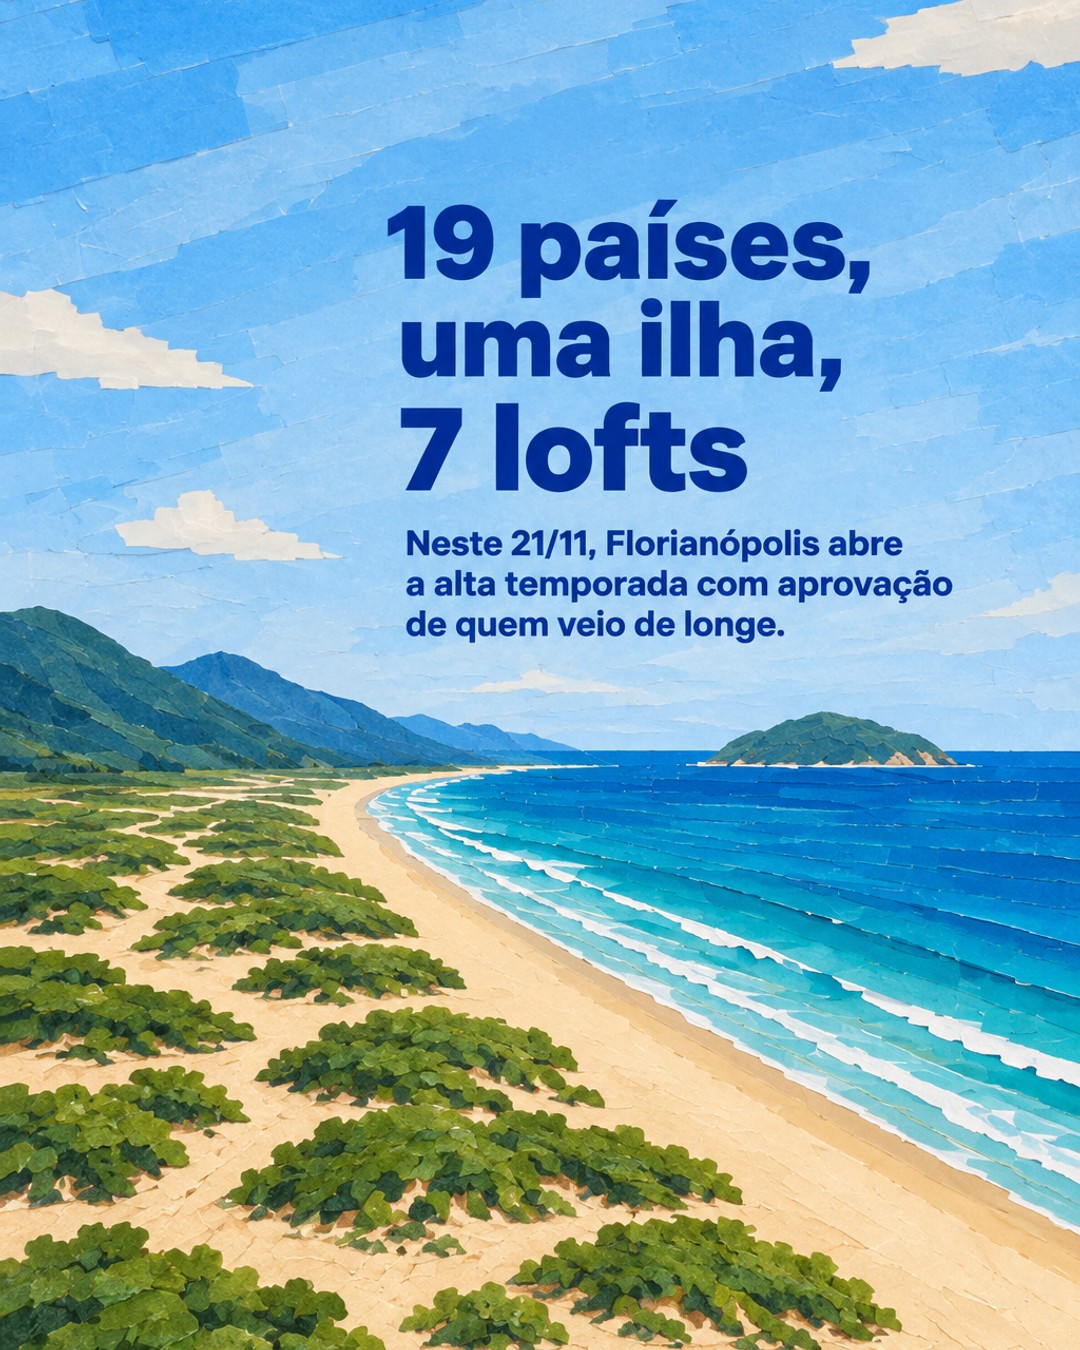 19 países,
uma ilha,
7 lofts
Neste 21/11, Florianópolis abre
a alta temporada com aprovação
de quem veio de longe.